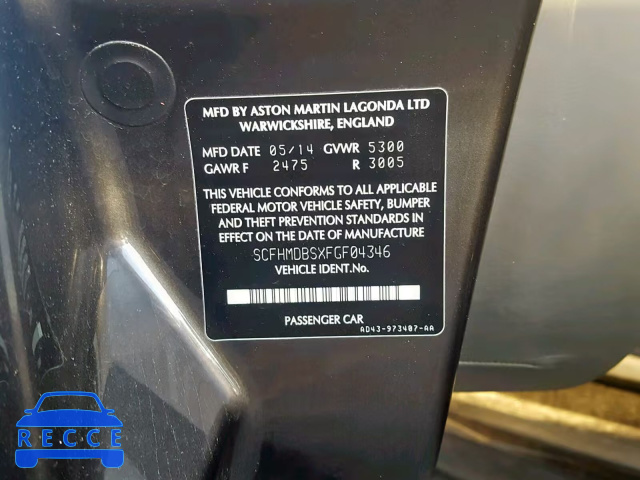 MFD BY ASTON MARTIN LAGONDA LTD
WARWICKSHIRE, ENGLAND
MFD DATE 05/14 GVWR 5300
GAWR F 2475 R 3005
THIS VEHICLE CONFORMS TO ALL APPLICABLE
FEDERAL MOTOR VEHICLE SAFETY, BUMPER
AND THEFT PREVENTION STANDARDS IN
EFFECT ON THE DATE OF MANUFACTURE
SCFHMDBSXFGF04346
VEHICLE IDENT.No.
PASSENGER CAR
AD43-973407-AA
RECCE